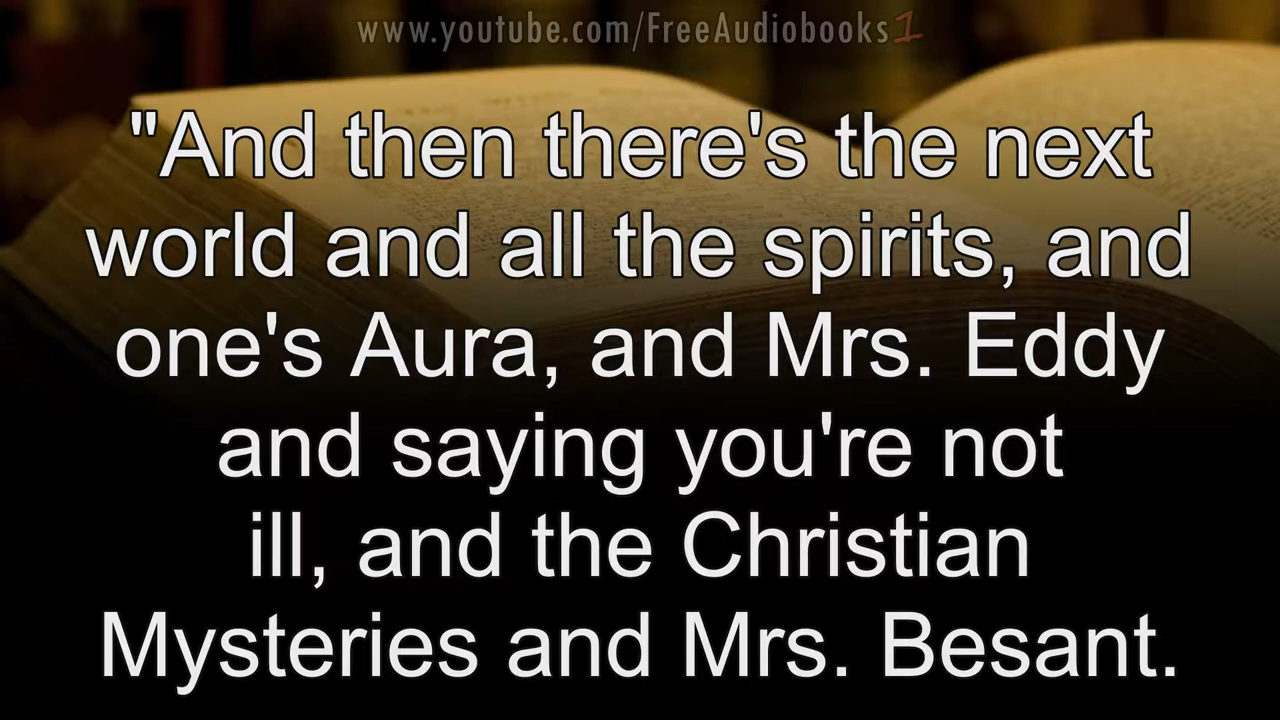 www.youtube.com/FreeAudiobooks1
"And then there's the next
world and all the spirits, and
one's Aura, and Mrs. Eddy
and saying you're not
ill, and the Christian
Mysteries and Mrs. Besant.